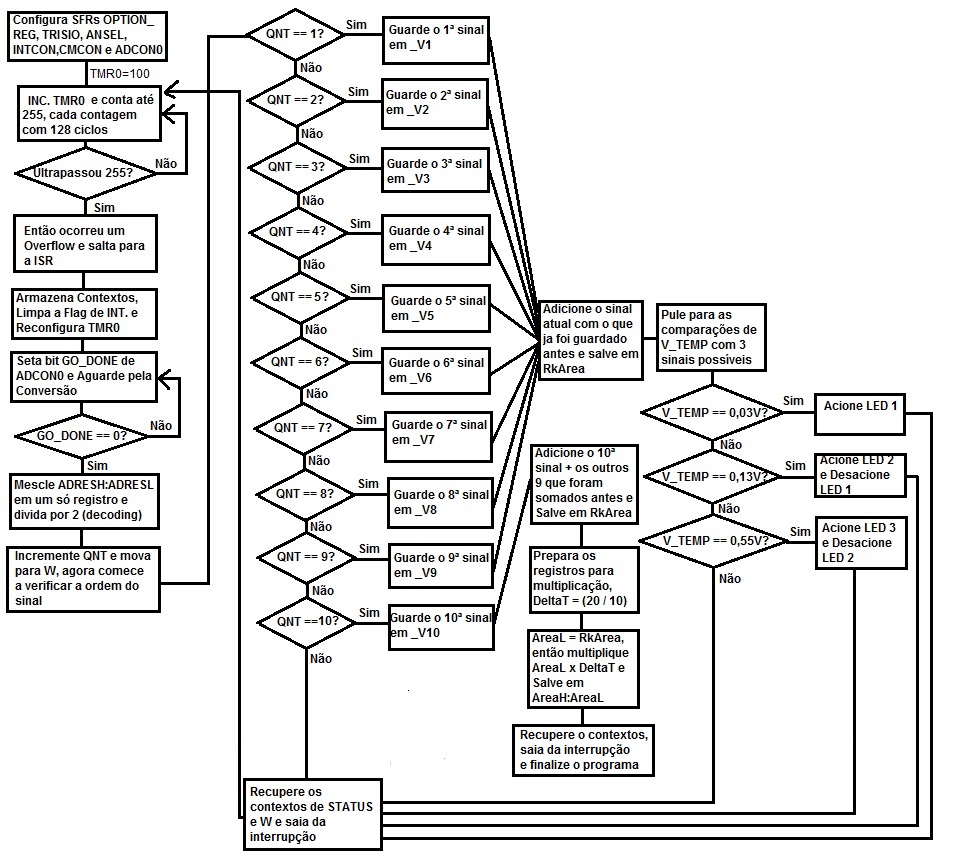 Configura SFRs OPTION_
REG, TRISIO, ANSEL,
INTCON,CMCON e ADCON0
TMR0=100
INC. TMR0 e conta até
255, cada contagem
com 128 ciclos
Ultrapassou 255?
Não
Sim
Então ocorreu um
Overflow e salta para
a ISR
Armazena Contextos,
Limpa a Flag de INT. e
Reconfigura TMR0
Seta bit GO_DONE de
ADCON0 e Aguarde pela
Conversão
GO_DONE == 0?
Não
Sim
Mescle ADRESH:ADRESL
em um só registro e
divida por 2 (decoding)
Incremente QNT e mova
para W, agora comece
a verificar a ordem do
sinal
QNT == 1?
Sim
Guarde o 1ª sinal
em _V1
Não
QNT == 2?
Sim
Guarde o 2ª sinal
em _V2
Não
QNT == 3?
Sim
Guarde o 3ª sinal
em _V3
Não
QNT == 4?
Sim
Guarde o 4ª sinal
em _V4
Não
QNT == 5?
Sim
Guarde o 5ª sinal
em _V5
Não
QNT == 6?
Sim
Guarde o 6ª sinal
em _V6
Não
QNT == 7?
Sim
Guarde o 7ª sinal
em _V7
Não
QNT == 8?
Sim
Guarde o 8ª sinal
em _V8
Não
QNT == 9?
Sim
Guarde o 9ª sinal
em _V9
Não
QNT ==10?
Sim
Guarde o 10ª sinal
em _V10
Não
Recupere os
contextos de STATUS
e W e saia da
interrupção
Adicione o sinal
atual com o que
ja foi guardado
antes e salve em
RkArea
Pule para as
comparações de
V_TEMP com 3
sinais possiveis
V_TEMP == 0,03V?
Sim
Acione LED 1
Não
V_TEMP == 0,13V?
Sim
Acione LED 2
e Desacione
LED 1
Não
V_TEMP == 0,55V?
Sim
Acione LED 3
e Desacione
LED 2
Não
Adicione o 10ª
sinal + os outros
9 que foram
somados antes e
Salve em RkArea
Prepara os
registros para
multiplicação,
DeltaT = (20 / 10)
AreaL = RkArea,
então multiplique
AreaL x DeltaT e
Salve em
AreaH:AreaL
Recupere o contextos,
saia da interrupção
e finalize o programa